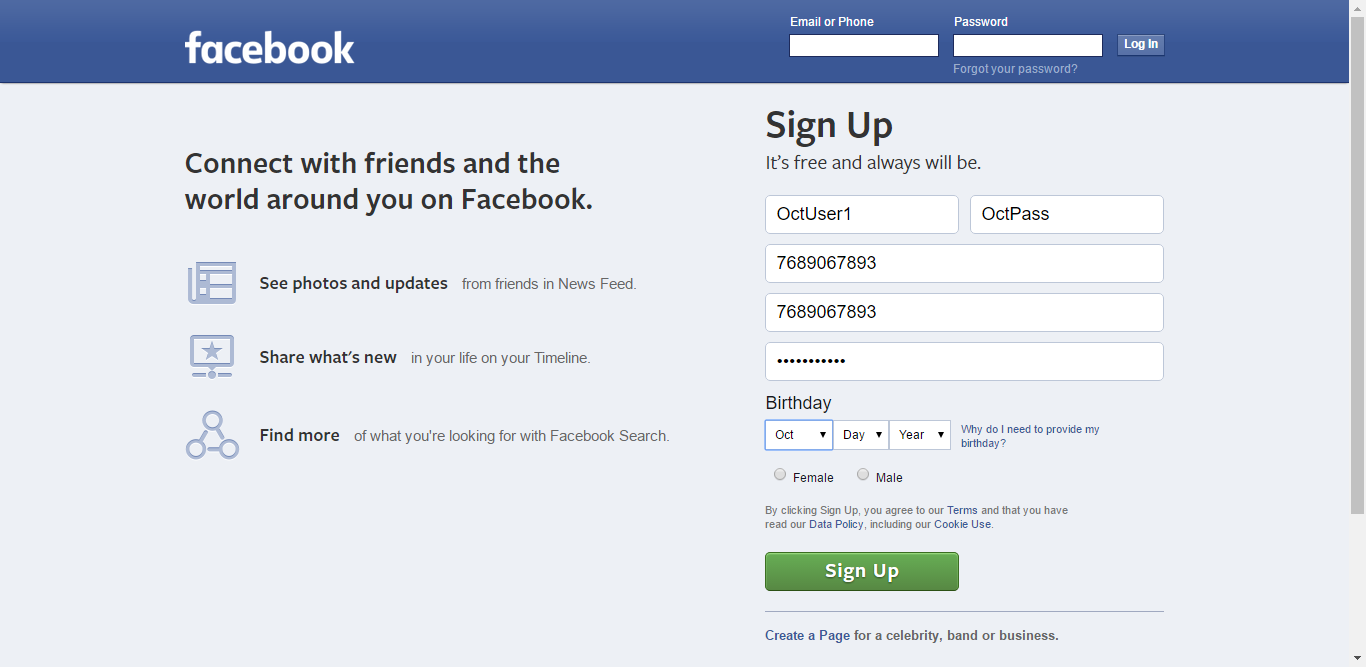 facebook
Email or Phone
Password
Log In
Forgot your password?
Connect with friends and the
world around you on Facebook.
See photos and updates from friends in News Feed.
Share what's new in your life on your Timeline.
Find more of what you're looking for with Facebook Search.
Sign Up
It's free and always will be.
OctUser1
OctPass
7689067893
7689067893
•••••••••••
Birthday
Oct
Day
Year
Why do I need to provide my
birthday?
Female
Male
By clicking Sign Up, you agree to our Terms and that you have
read our Data Policy, including our Cookie Use.
Sign Up
Create a Page for a celebrity, band or business.